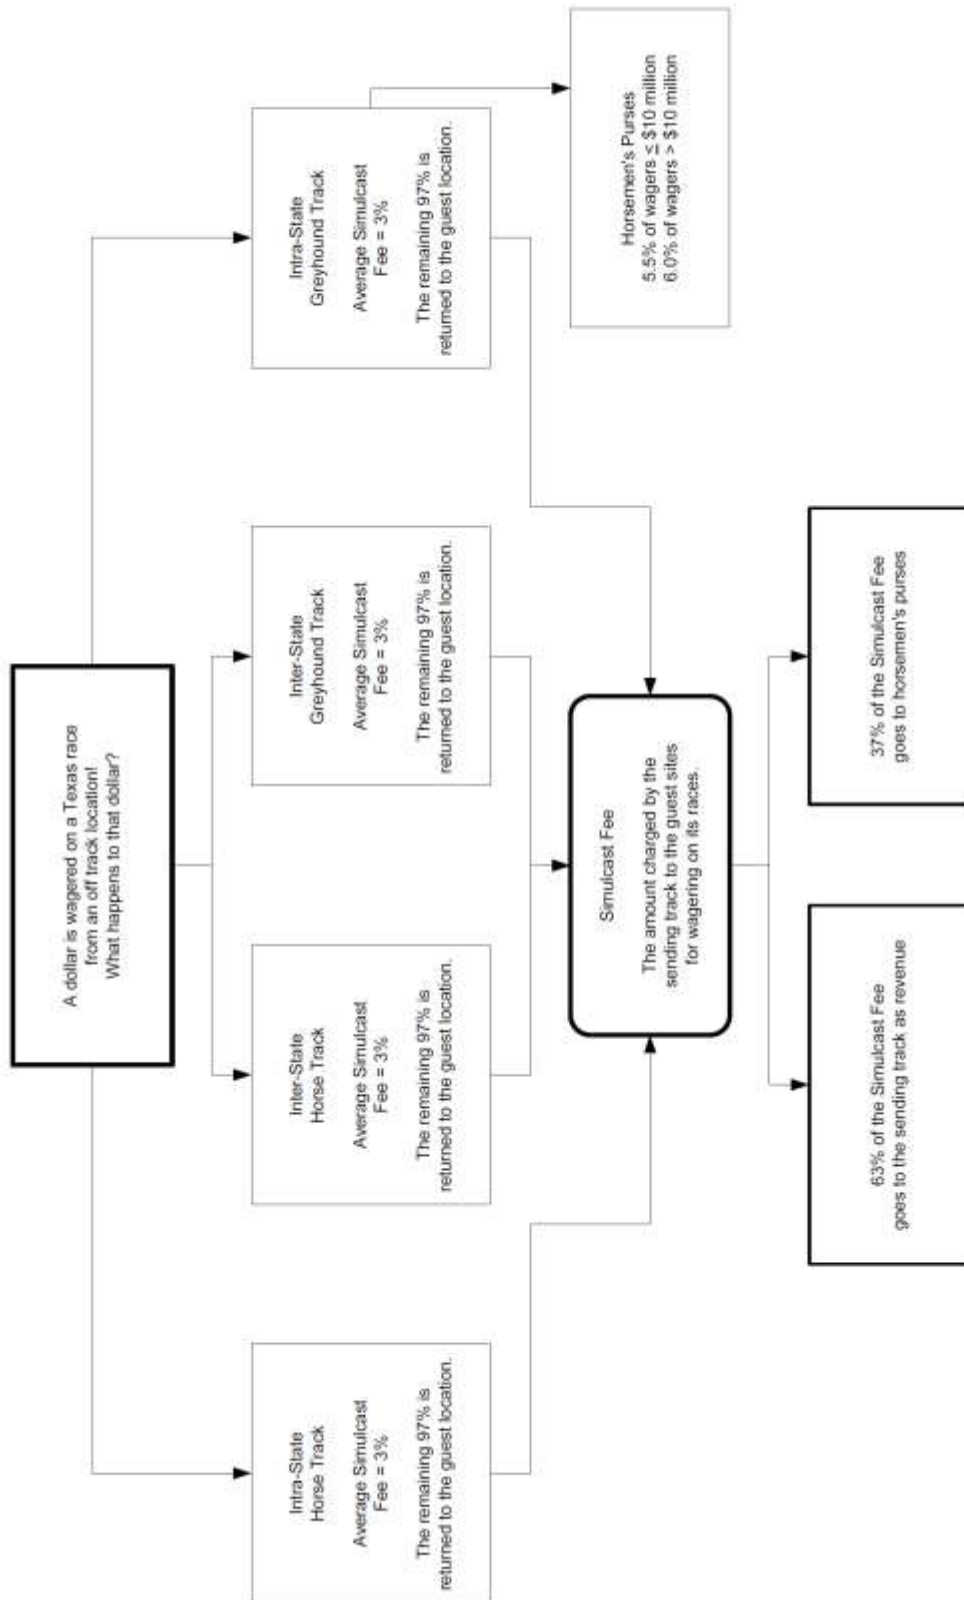 A dollar is wagered on a Texas race
from an off track location!
What happens to that dollar?
Intra-State
Horse Track
Average Simulcast
Fee = 3%
The remaining 97% is
returned to the guest location.
Inter-State
Horse Track
Average Simulcast
Fee = 3%
The remaining 97% is
returned to the guest location.
Inter-State
Greyhound Track
Average Simulcast
Fee = 3%
The remaining 97% is
returned to the guest location.
Intra-State
Greyhound Track
Average Simulcast
Fee = 3%
The remaining 97% is
returned to the guest location.
Simulcast Fee
The amount charged by the
sending track to the guest sites
for wagering on its races.
Horsemen's Purses
5.5% of wagers ≤ $10 million
6.0% of wagers > $10 million
63% of the Simulcast Fee
goes to the sending track as revenue
37% of the Simulcast Fee
goes to horsemen's purses